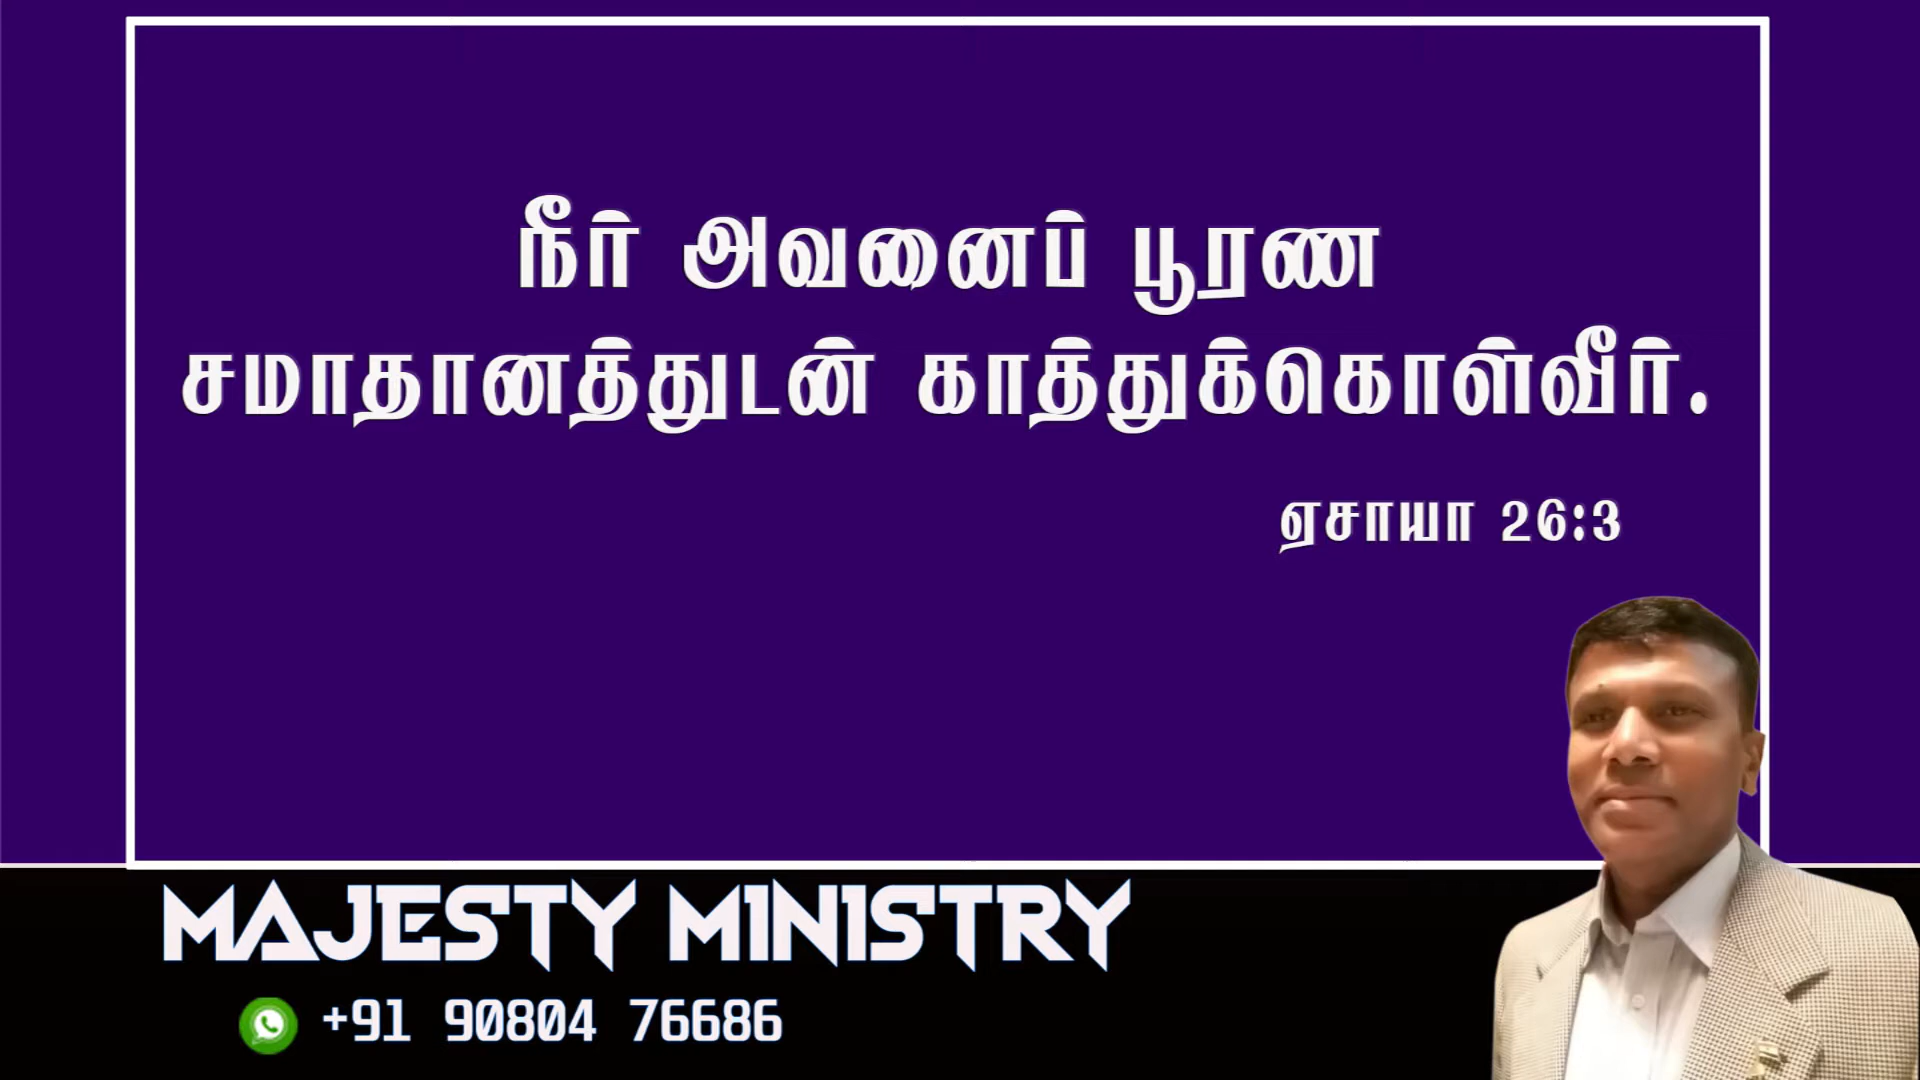 நீர் அவனைப் பூரண
சமாதானத்துடன் காத்துக்கொள்வீர்.
ஏசாயா 26:3
MAJESTY MINISTRY
+91 90804 76686